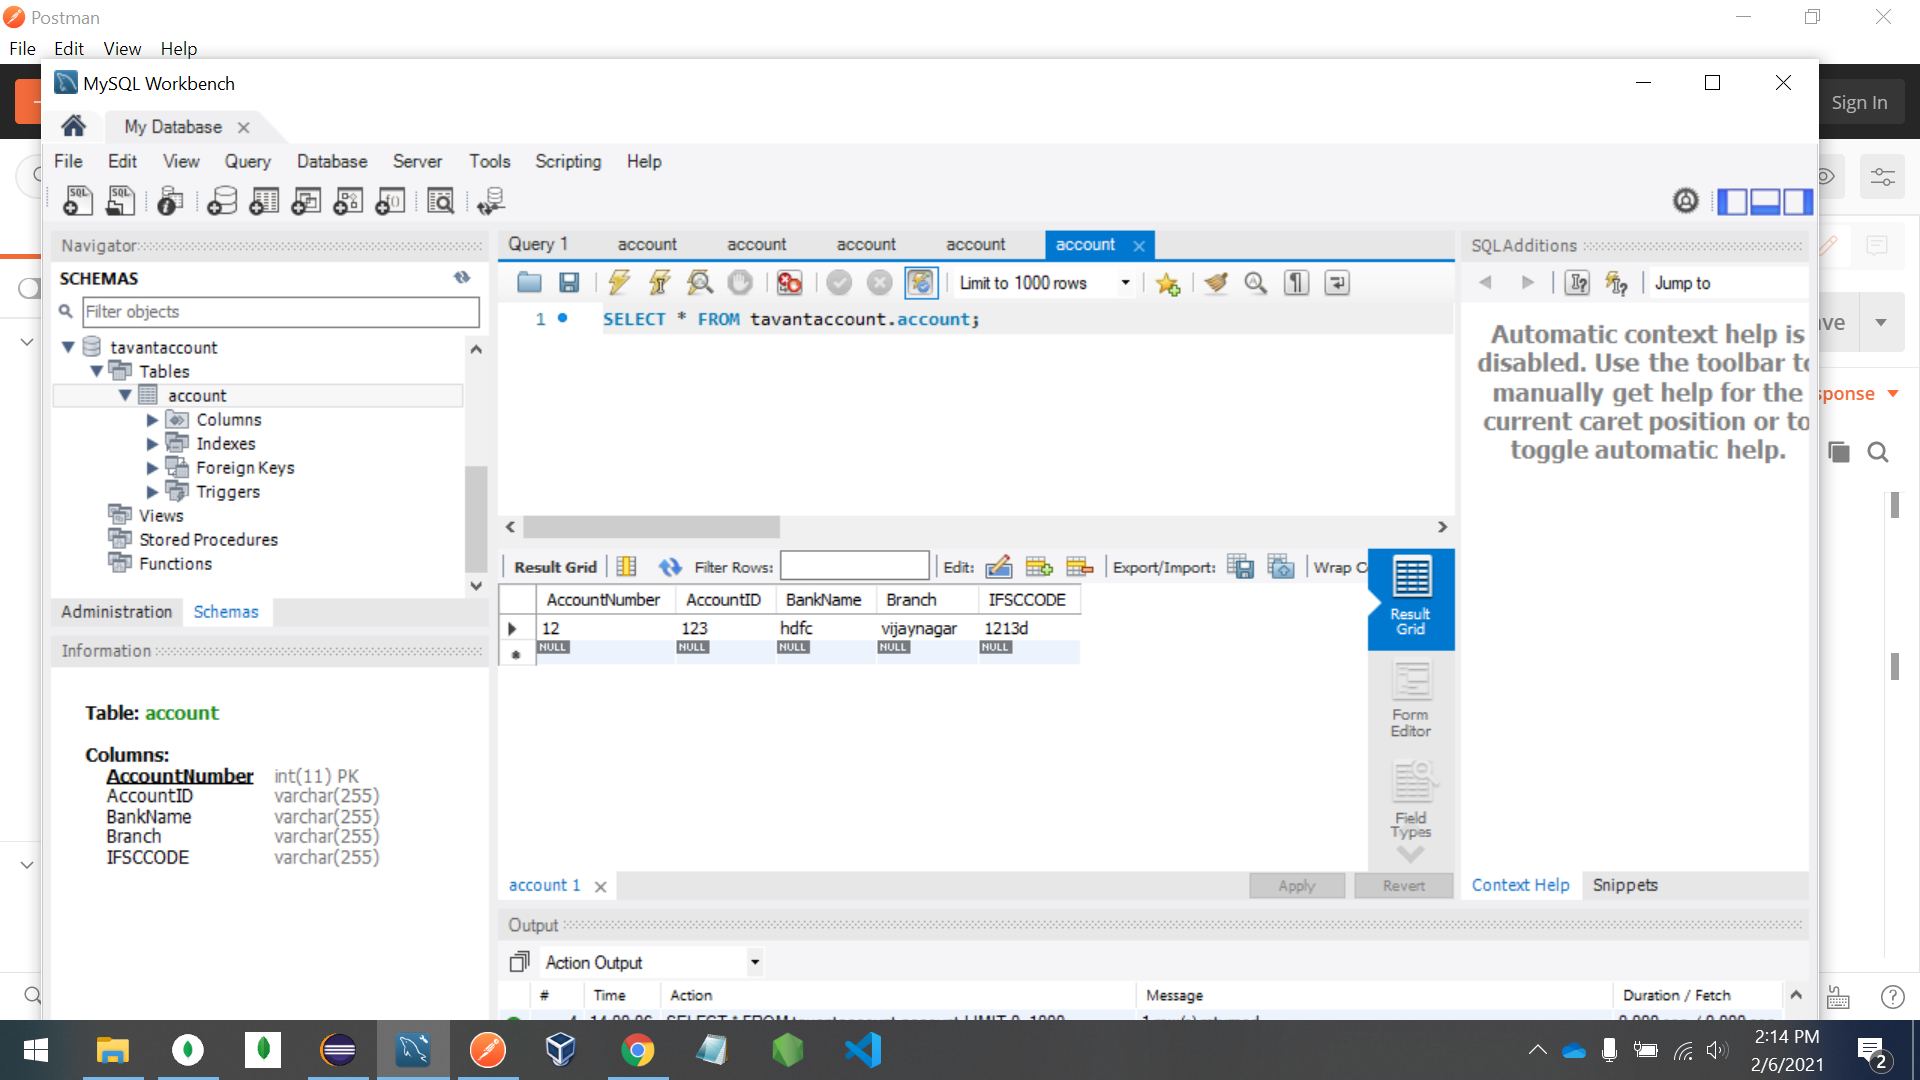 Postman
File Edit View Help
MySQL Workbench
Sign In
My Database
File Edit View Query Database Server Tools Scripting Help
Navigator
Query 1 account account account account account
SQLAdditions
SCHEMAS
Limit to 1000 rows
Jump to
Filter objects
1 SELECT * FROM tavantaccount.account;
Automatic context help is
disabled. Use the toolbar to
manually get help for the
current caret position or to
toggle automatic help.
tavantaccount
Tables
account
Columns
Indexes
Foreign Keys
Triggers
Views
Stored Procedures
Functions
Result Grid Filter Rows: Edit: Export/Import: Wrap
AccountNumber AccountID BankName Branch IFSCCODE
12 123 hdfc vijaynagar 1213d
NULL NULL NULL NULL NULL
Result
Grid
Form
Editor
Field
Types
Administration Schemas
Information
Table: account
Columns:
AccountNumber int(11) PK
AccountID varchar(255)
BankName varchar(255)
Branch varchar(255)
IFSCCODE varchar(255)
account 1 Apply Revert Context Help Snippets
Output
Action Output
# Time Action Message Duration / Fetch
2:14 PM
2/6/2021
2